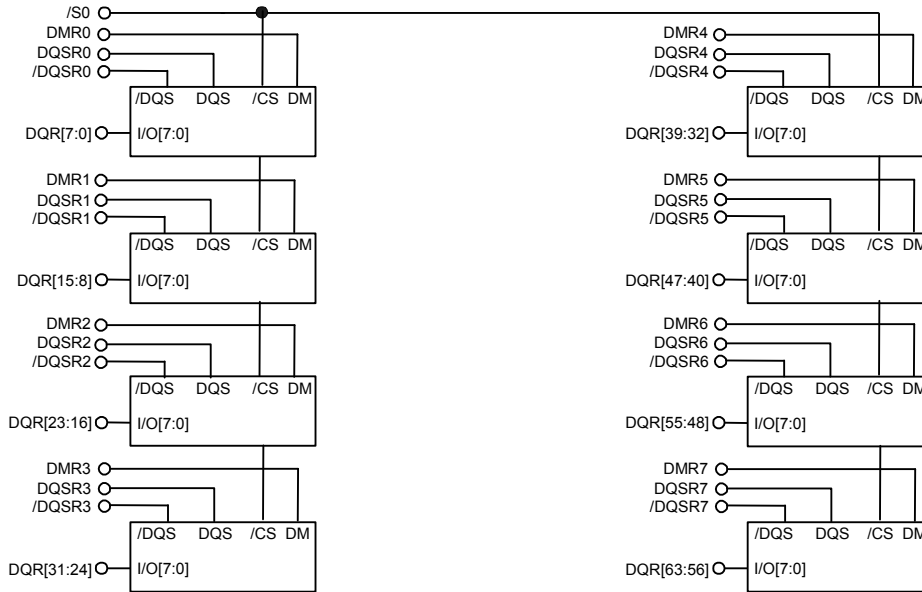 /S0
DMR0
DQSR0
/DQSR0
/DQS DQS /CS DM
DQR[7:0] I/O[7:0]
DMR1
DQSR1
/DQSR1
/DQS DQS /CS DM
DQR[15:8] I/O[7:0]
DMR2
DQSR2
/DQSR2
/DQS DQS /CS DM
DQR[23:16] I/O[7:0]
DMR3
DQSR3
/DQSR3
/DQS DQS /CS DM
DQR[31:24] I/O[7:0]
DMR4
DQSR4
/DQSR4
/DQS DQS /CS DM
DQR[39:32] I/O[7:0]
DMR5
DQSR5
/DQSR5
/DQS DQS /CS DM
DQR[47:40] I/O[7:0]
DMR6
DQSR6
/DQSR6
/DQS DQS /CS DM
DQR[55:48] I/O[7:0]
DMR7
DQSR7
/DQSR7
/DQS DQS /CS DM
DQR[63:56] I/O[7:0]